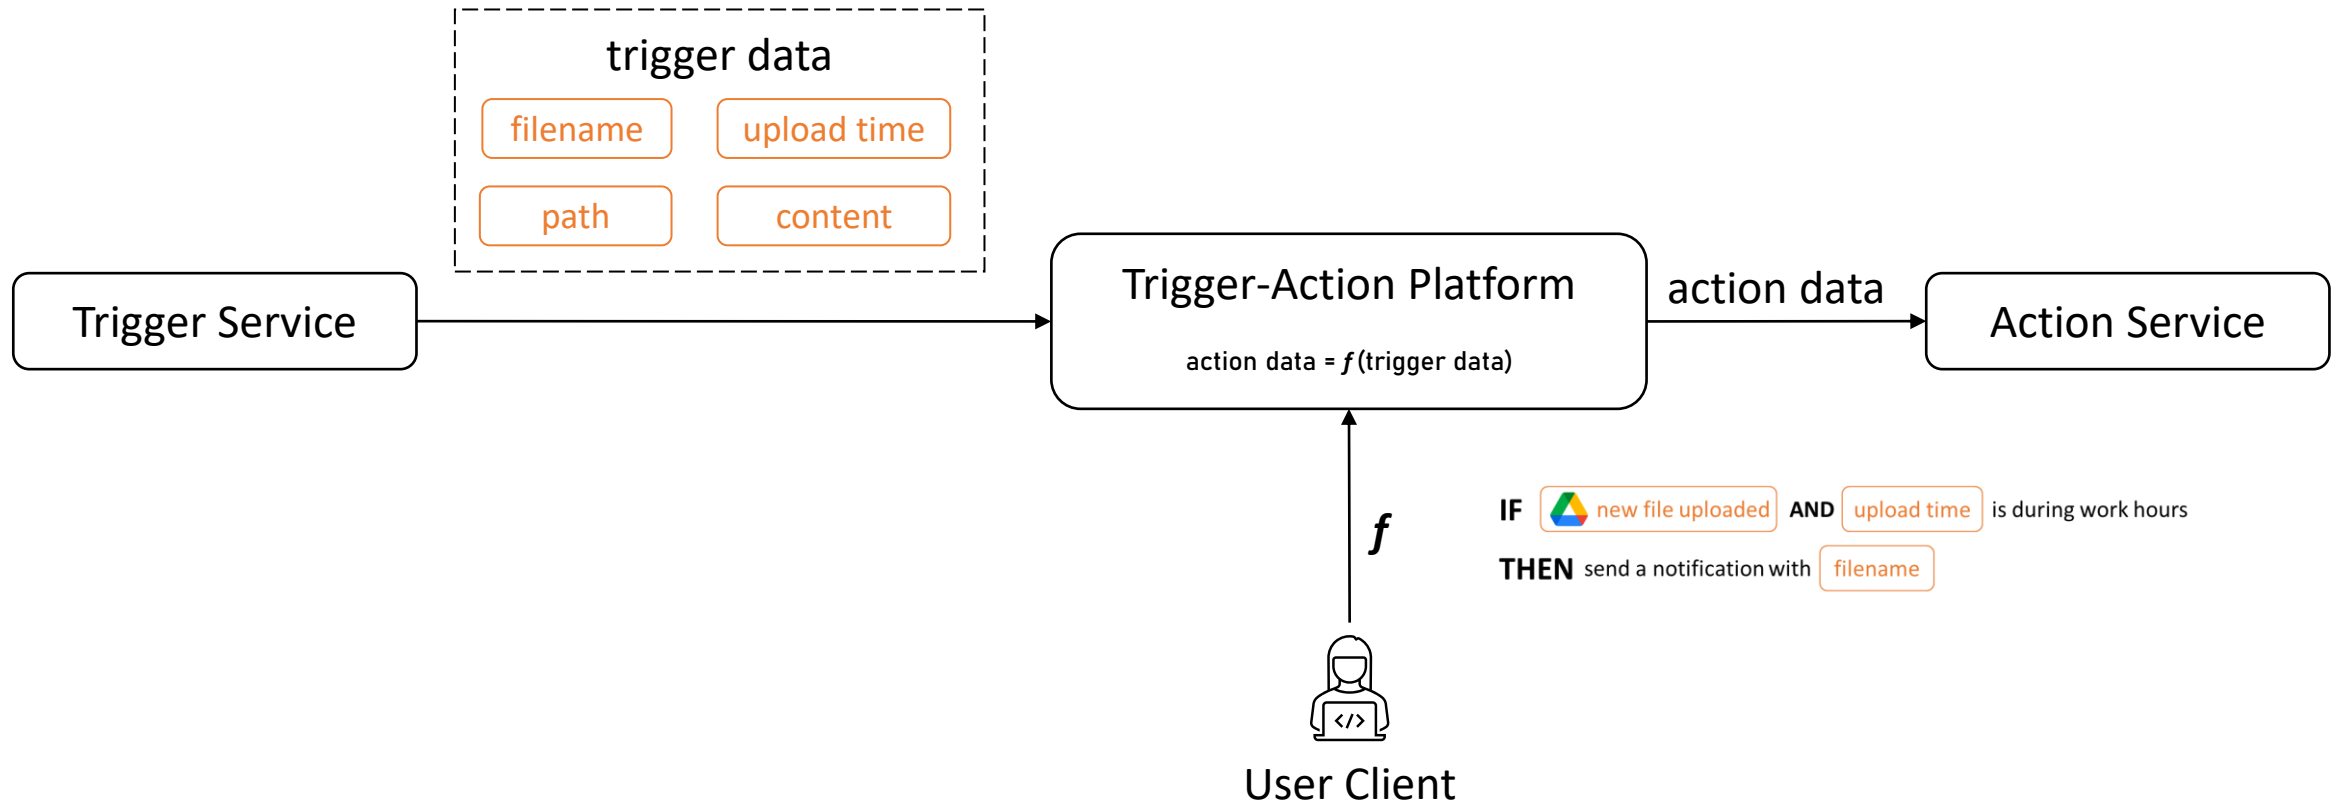 trigger data
filename
upload time
path
content
Trigger Service
Trigger-Action Platform
action data = f(trigger data)
action data
Action Service
f
IF new file uploaded AND upload time is during work hours
THEN send a notification with filename
</>
User Client